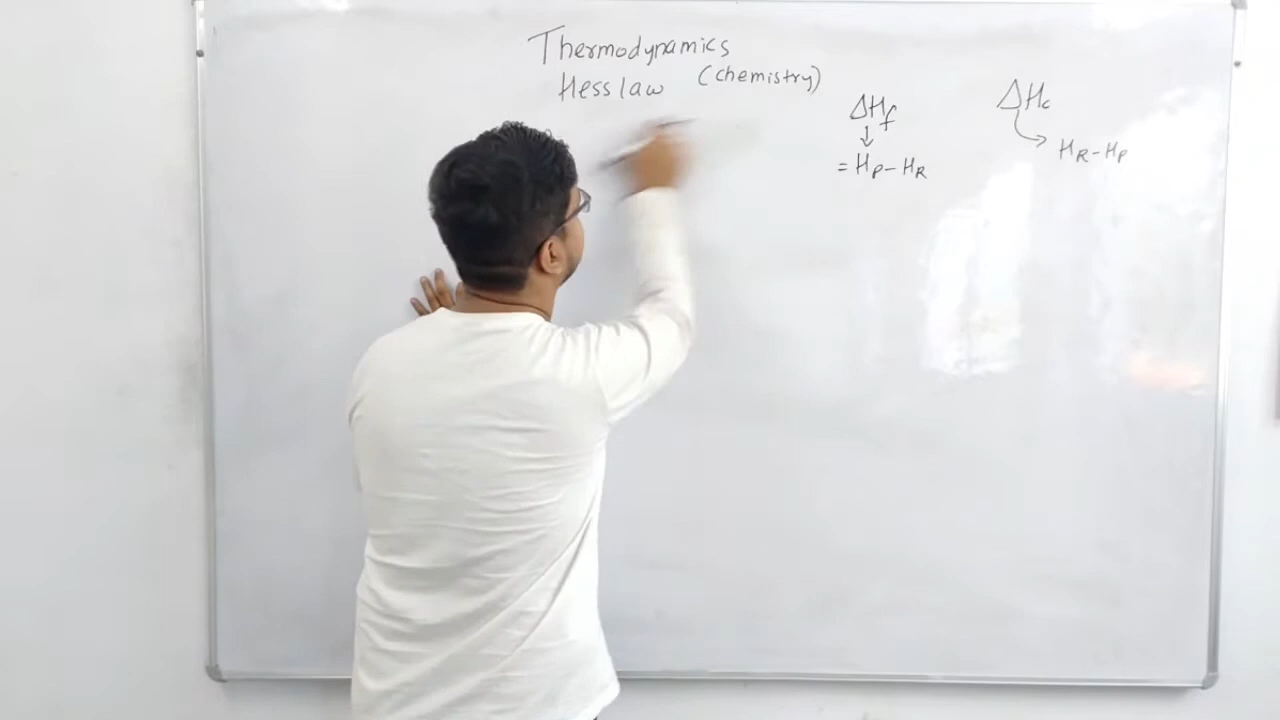 Thermodynamics
Hess law (chemistry)
ΔHf
↓
= HP - HR
ΔHc
HR - HP